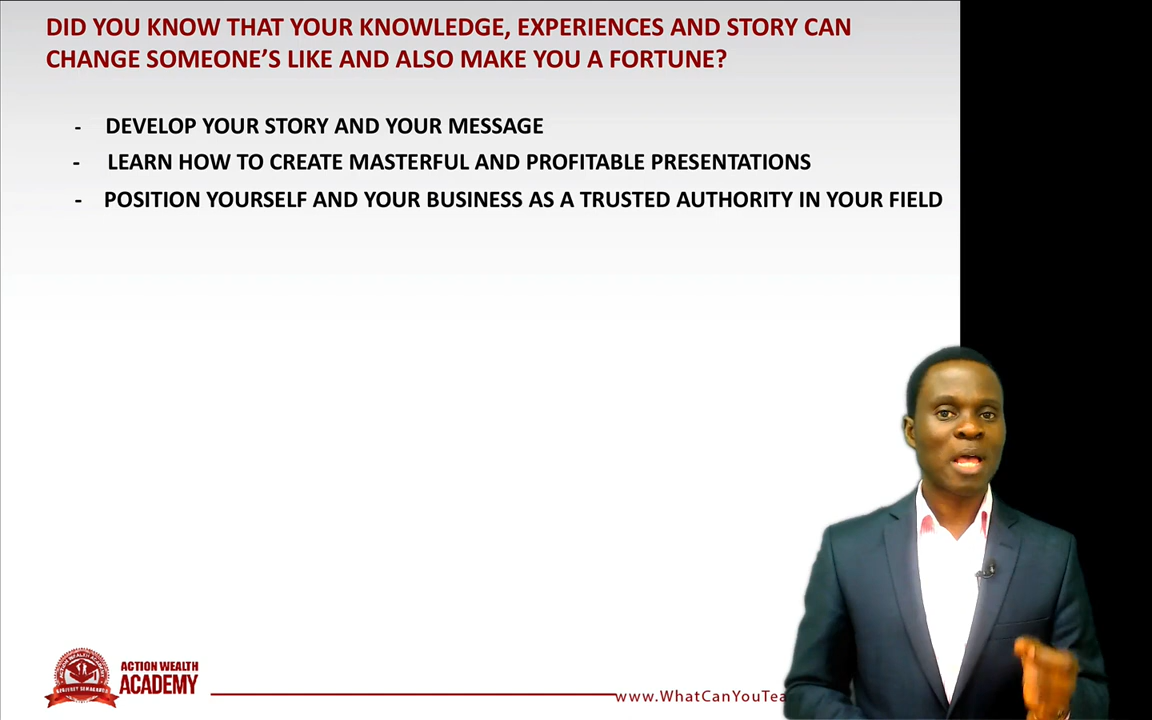 DID YOU KNOW THAT YOUR KNOWLEDGE, EXPERIENCES AND STORY CAN
CHANGE SOMEONE'S LIKE AND ALSO MAKE YOU A FORTUNE?
- DEVELOP YOUR STORY AND YOUR MESSAGE
- LEARN HOW TO CREATE MASTERFUL AND PROFITABLE PRESENTATIONS
- POSITION YOURSELF AND YOUR BUSINESS AS A TRUSTED AUTHORITY IN YOUR FIELD
ACTION WEALTH
ACADEMY
www.WhatCanYouTea